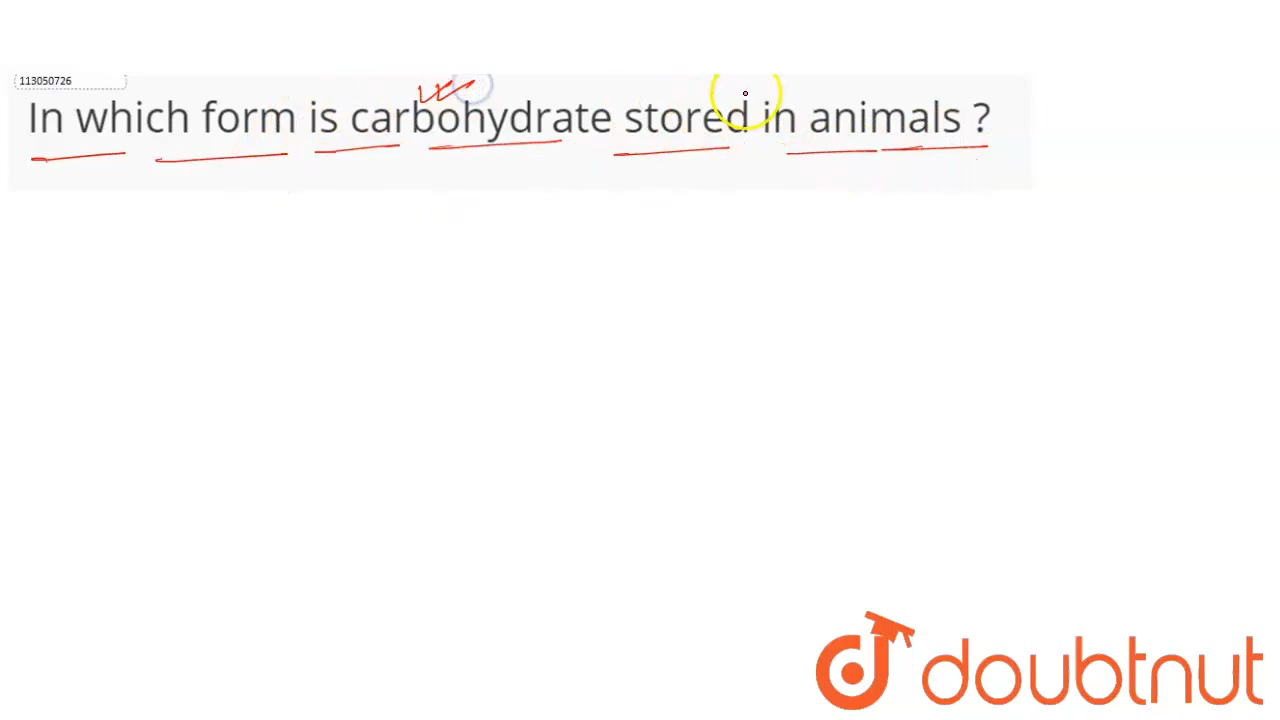 113050726
In which form is carbohydrate stored in animals ?
doubtnut